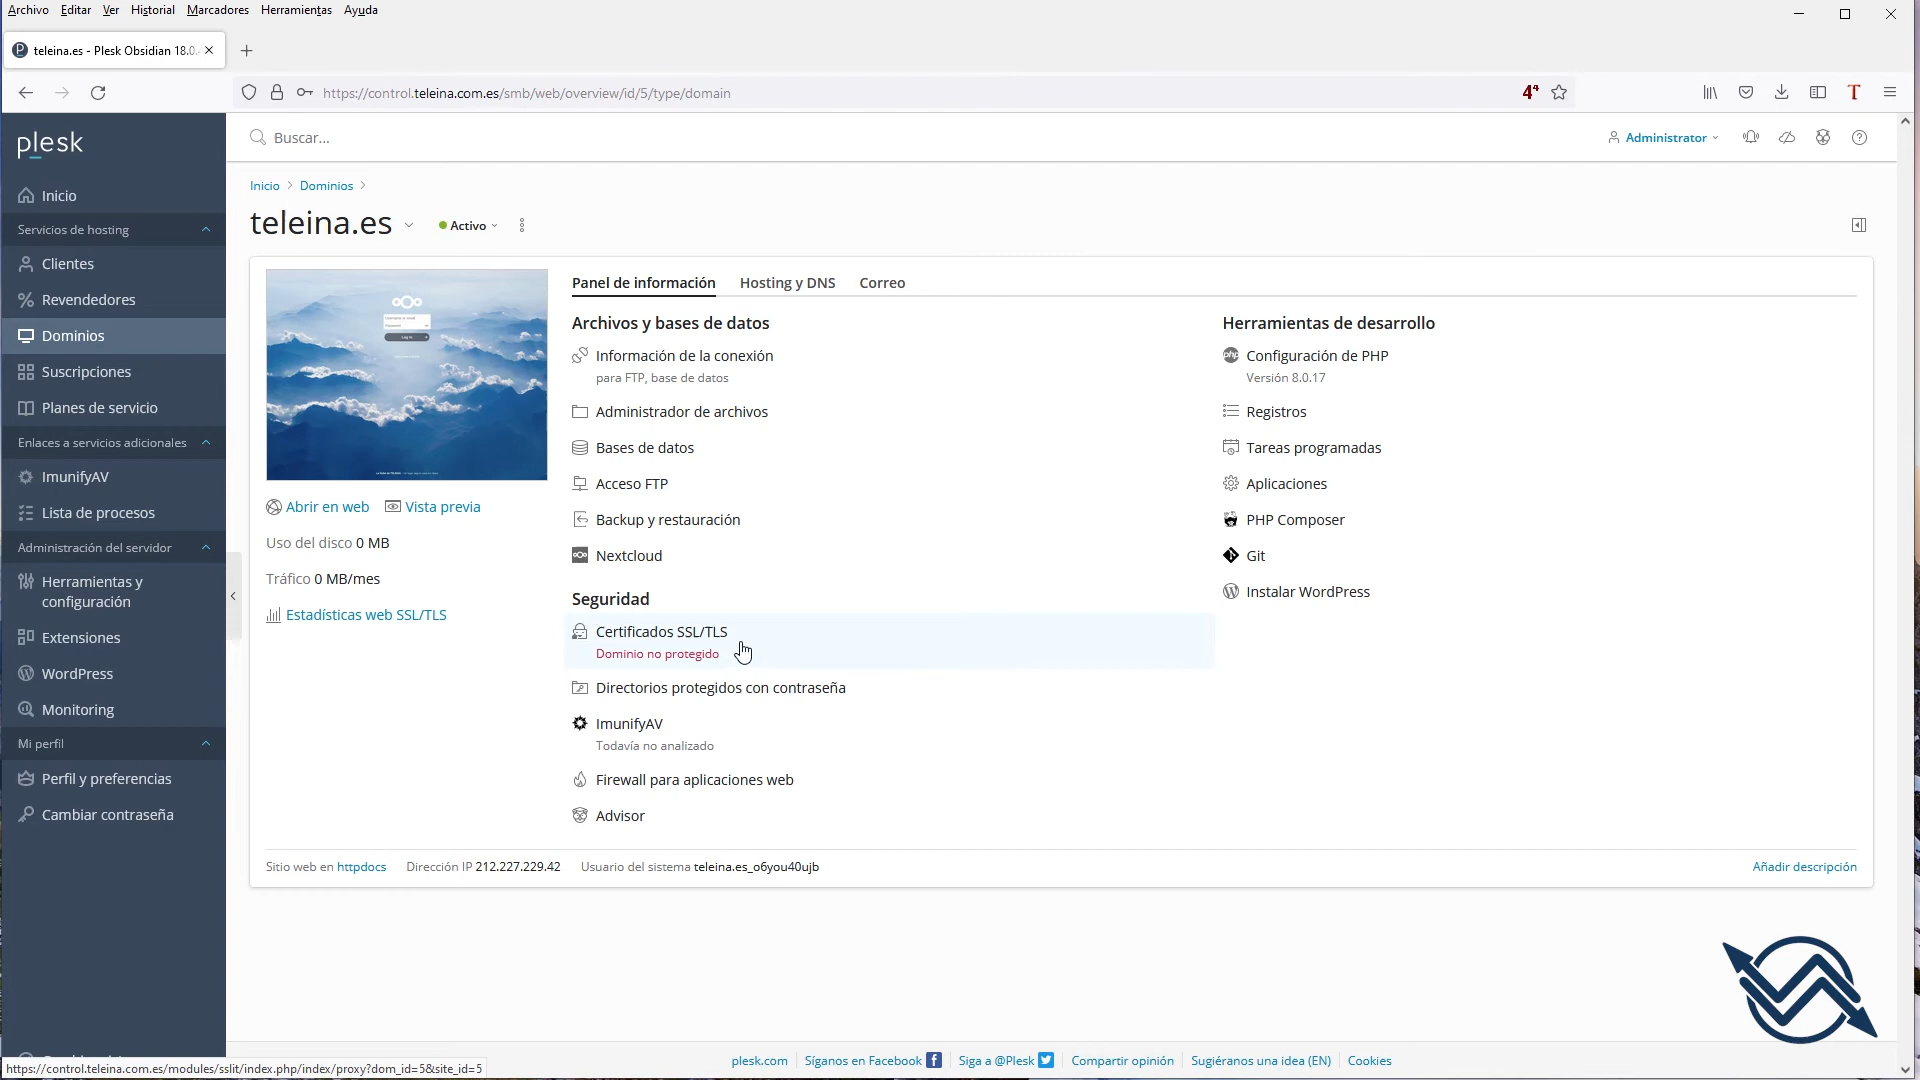 Archivo Editar Ver Historial Marcadores Herramientas Ayuda
teleina.es - Plesk Obsidian 18.0.
https://control.teleina.com.es/smb/web/overview/id/5/type/domain
plesk
Buscar...
Administrator
Inicio
Servicios de hosting
Clientes
Revendedores
Dominios
Suscripciones
Planes de servicio
Enlaces a servicios adicionales
ImunifyAV
Lista de procesos
Administración del servidor
Herramientas y
configuración
Extensiones
WordPress
Monitoring
Mi perfil
Perfil y preferencias
Cambiar contraseña
Inicio > Dominios >
teleina.es
Activo
Panel de información Hosting y DNS Correo
Archivos y bases de datos
Información de la conexión
para FTP, base de datos
Administrador de archivos
Bases de datos
Acceso FTP
Backup y restauración
Nextcloud
Seguridad
Certificados SSL/TLS
Dominio no protegido
Directorios protegidos con contraseña
ImunifyAV
Todavía no analizado
Firewall para aplicaciones web
Advisor
Herramientas de desarrollo
Configuración de PHP
Versión 8.0.17
Registros
Tareas programadas
Aplicaciones
PHP Composer
Git
Instalar WordPress
Log in
Abrir en web Vista previa
Uso del disco 0 MB
Tráfico 0 MB/mes
Estadísticas web SSL/TLS
Sitio web en httpdocs Dirección IP 212.227.229.42 Usuario del sistema teleina.es_o6you40ujb
Añadir descripción
plesk.com Síganos en Facebook Siga a @Plesk Compartir opinión Sugiéranos una idea (EN) Cookies
https://control.teleina.com.es/modules/sslit/index.php/index/proxy?dom_id=5&site_id=5